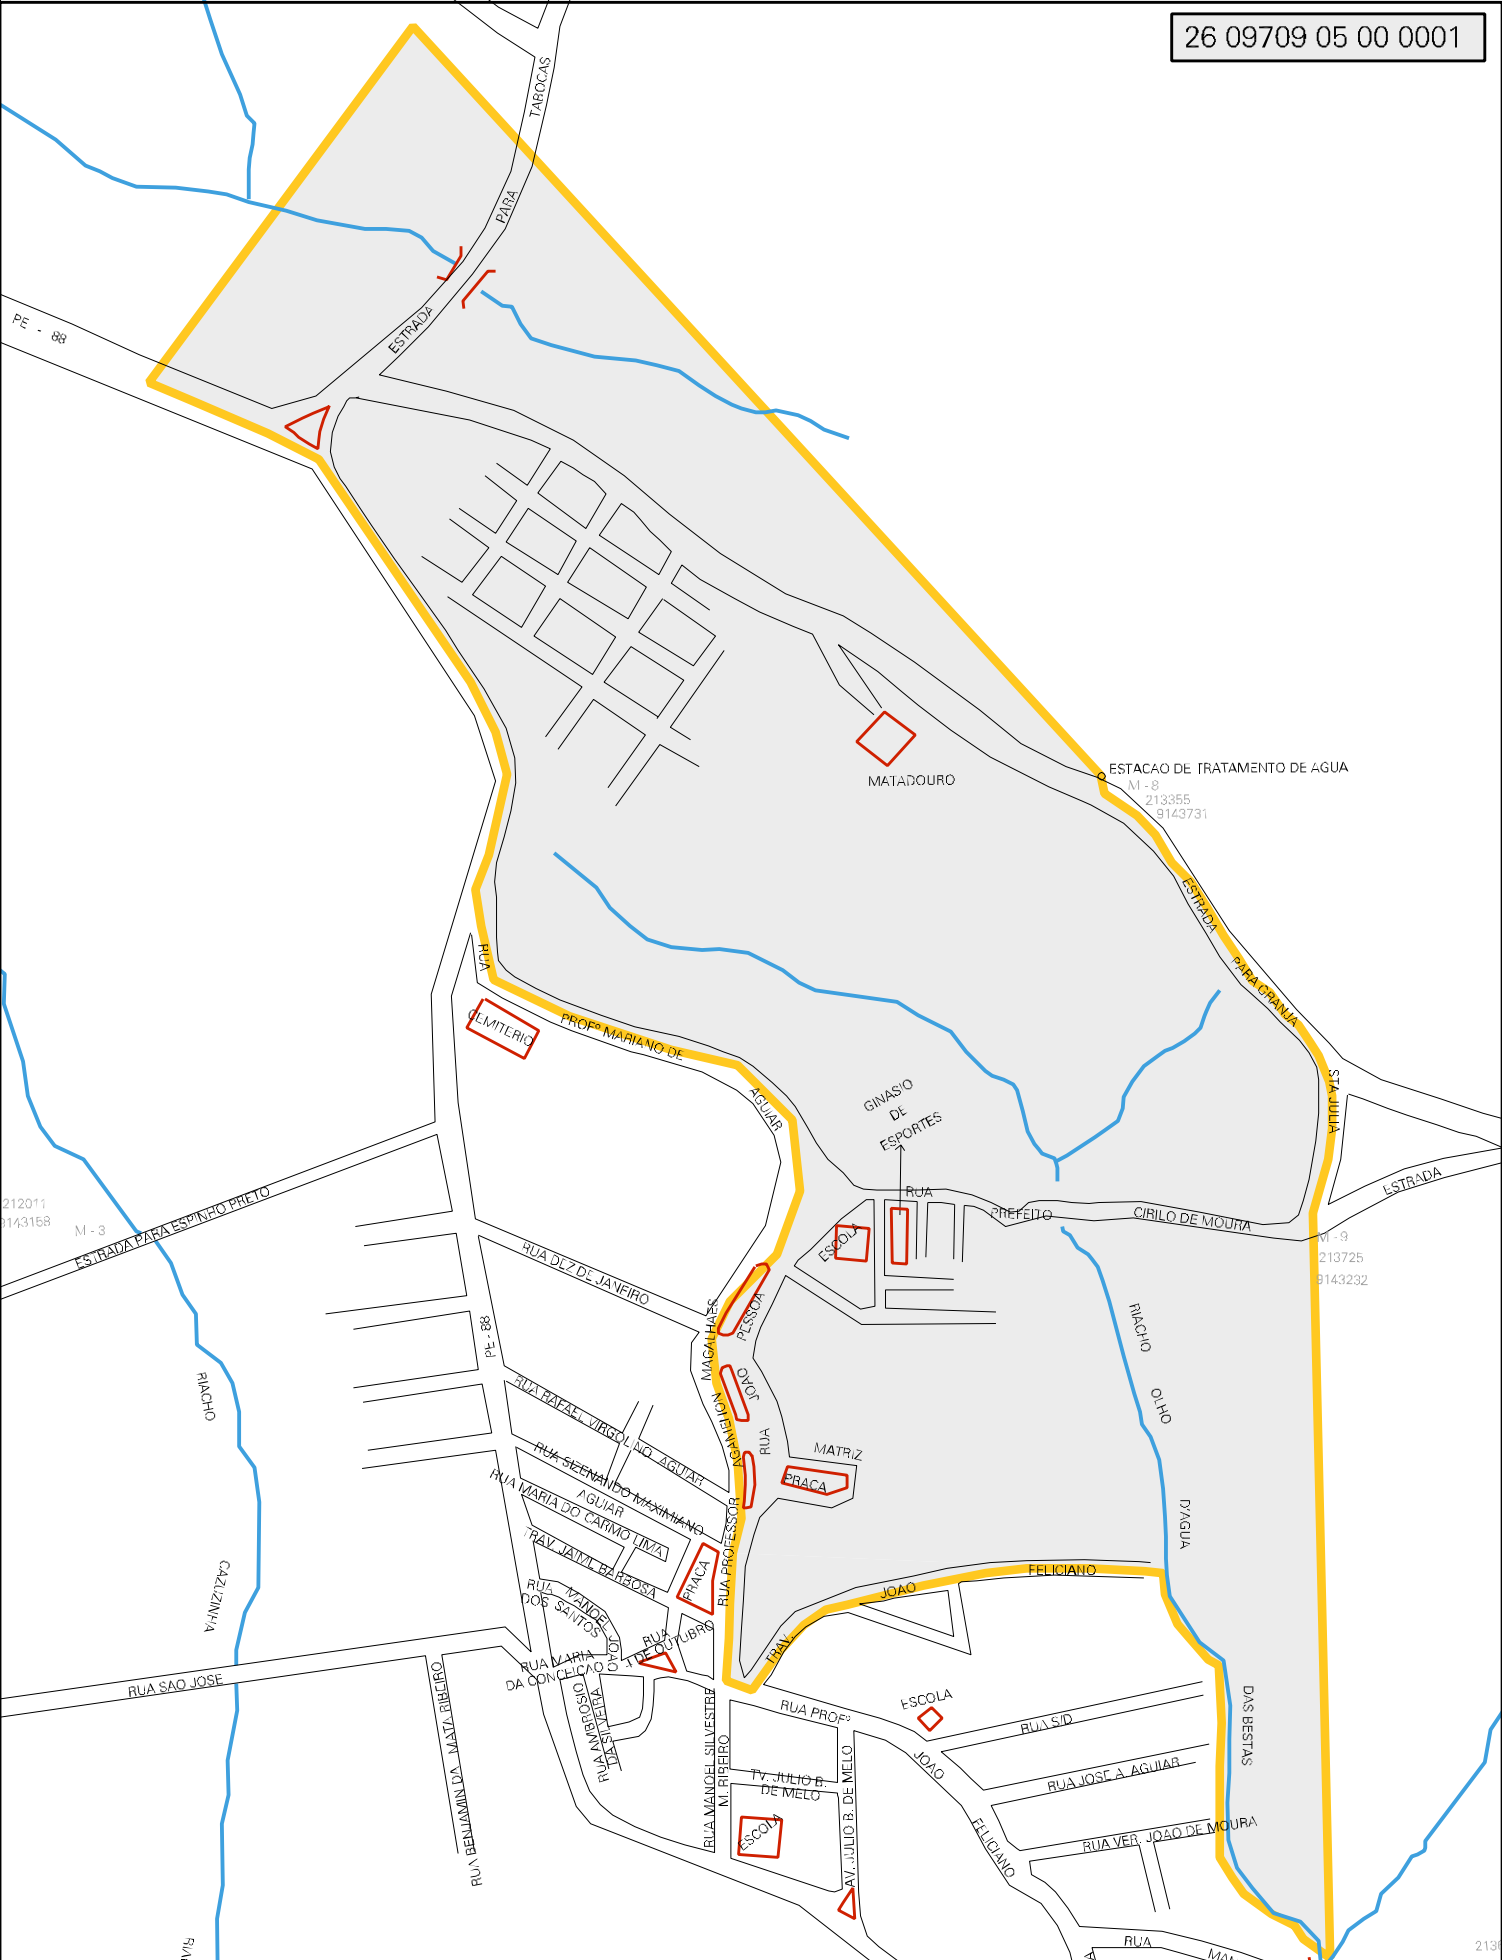 26 09709 05 00 0001
TABOCAS
PARA
ESTRADA
PE - 88
MATADOURO
ESTACAO DE TRATAMENTO DE AGUA
M - 8
213355
9143731
ESTRADA
PARA GRANJA
STA JULIA
RUA
CEMITERIO
PROFº MARIANO DE
AGUIAR
GINASIO
DE
ESPORTES
RUA
PREFEITO
CIRILO DE MOURA
ESTRADA
ESCOLA
212011
9143158
M - 3
ESTRADA PARA ESPINHO PRETO
M - 9
213725
9143232
RUA DEZ DE JANEIRO
MAGALHAES
PESSOA
PE - 88
RIACHO
RIACHO
OLHO
D'AGUA
DAS BESTAS
JOAO
AGAMENON
RUA
MATRIZ
PRACA
RUA RAFAEL VIRGOLINO AGUIAR
RUA SIZENANDO MAXIMIANO
AGUIAR
RUA MARIA DO CARMO LIMA
TRAV. JAIME BARBOSA
RUA PROFESSOR
PRACA
CAZUZINHA
RUA MANOEL JOAO
DOS SANTOS
FELICIANO
JOAO
TRAV.
RUA
DE OUTUBRO
RUA MARIA
DA CONCEICAO
RUA SAO JOSE
RUA BENJAMIN DA MATA RIBEIRO
RUA AMBROSIO
DA SILVEIRA
RUA MANOEL SILVESTRE
M. RIBEIRO
RUA PROFº
JOAO
FELICIANO
ESCOLA
RUA S/D
RUA JOSE A. AGUIAR
RUA VER. JOAO DE MOURA
TV. JULIO B.
DE MELO
AV. JULIO B. DE MELO
ESCOLA
RUA